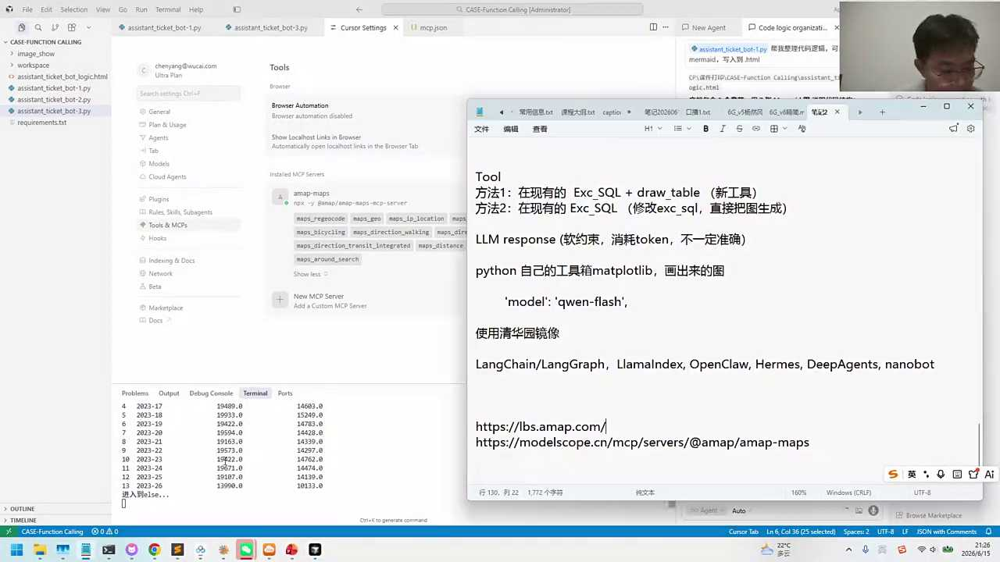 File Edit Selection View Go Run Terminal Help
CASE-Function Calling [Administrator]
CASE-FUNCTION CALLING
image_show
workspace
assistant_ticket_bot_logic.html
assistant_ticket_bot-1.py
assistant_ticket_bot-2.py
assistant_ticket_bot-3.py
requirements.txt
OUTLINE
TIMELINE
assistant_ticket_bot-1.py assistant_ticket_bot-3.py Cursor Settings mcp.json
chenyang@wucai.com
Ultra Plan
Search settings Ctrl+F
General
Plan & Usage
Agents
Tab
Models
Cloud Agents
Plugins
Rules, Skills, Subagents
Tools & MCPs
Hooks
Indexing & Docs
Network
Beta
Marketplace
Docs
Tools
Browser
Browser Automation
Browser automation disabled
Show Localhost Links in Browser
Automatically open localhost links in the Browser Tab
Installed MCP Servers
A
amap-maps
npx -y @amap/amap-maps-mcp-server
maps_regeocode maps_geo maps_ip_location
maps_bicycling maps_direction_walking
maps_direction_transit_integrated maps_distance
maps_around_search
Show less
New MCP Server
Add a Custom MCP Server
Problems Output Debug Console Terminal Ports
4 2023-17 19489.0 14603.0
5 2023-18 19933.0 15249.0
6 2023-19 19422.0 14783.0
7 2023-20 19594.0 14428.0
8 2023-21 19163.0 14339.0
9 2023-22 19573.0 14297.0
10 2023-23 19422.0 14762.0
11 2023-24 19671.0 14474.0
12 2023-25 19107.0 14139.0
13 2023-26 13990.0 10133.0
进入到else...
Ctrl+K to generate command
New Agent Code logic organizati...
assistant_ticket_bot-1.py 帮我整理代码逻辑，可
mermaid，写入到 .html
ogic.html
常用信息.txt 课程大纲.txt caption 笔记202606 口播1.txt 6G_v5杨然风 6G_v6精简.m 笔记2
文件 编辑 查看
H1 B I S
Tool
方法1：在现有的 Exc_SQL + draw_table （新工具）
方法2：在现有的 Exc_SQL （修改exc_sql，直接把图生成）
LLM response (软约束，消耗token，不一定准确）
python 自己的工具箱matplotlib，画出来的图
'model': 'qwen-flash',
使用清华园镜像
LangChain/LangGraph，LlamaIndex, OpenClaw, Hermes, DeepAgents, nanobot
https://lbs.amap.com/
https://modelscope.cn/mcp/servers/@amap/amap-maps
行 130，列 22 1,772 个字符 纯文本 160% Windows (CRLF) UTF-8
英
Agent Auto
Browse Marketplace
CASE-Function Calling 0 0
Cursor Tab Ln 6, Col 36 (25 selected) Spaces: 2 UTF-8 LF JSON with Comments
22°C
多云
21:26
2026/6/15